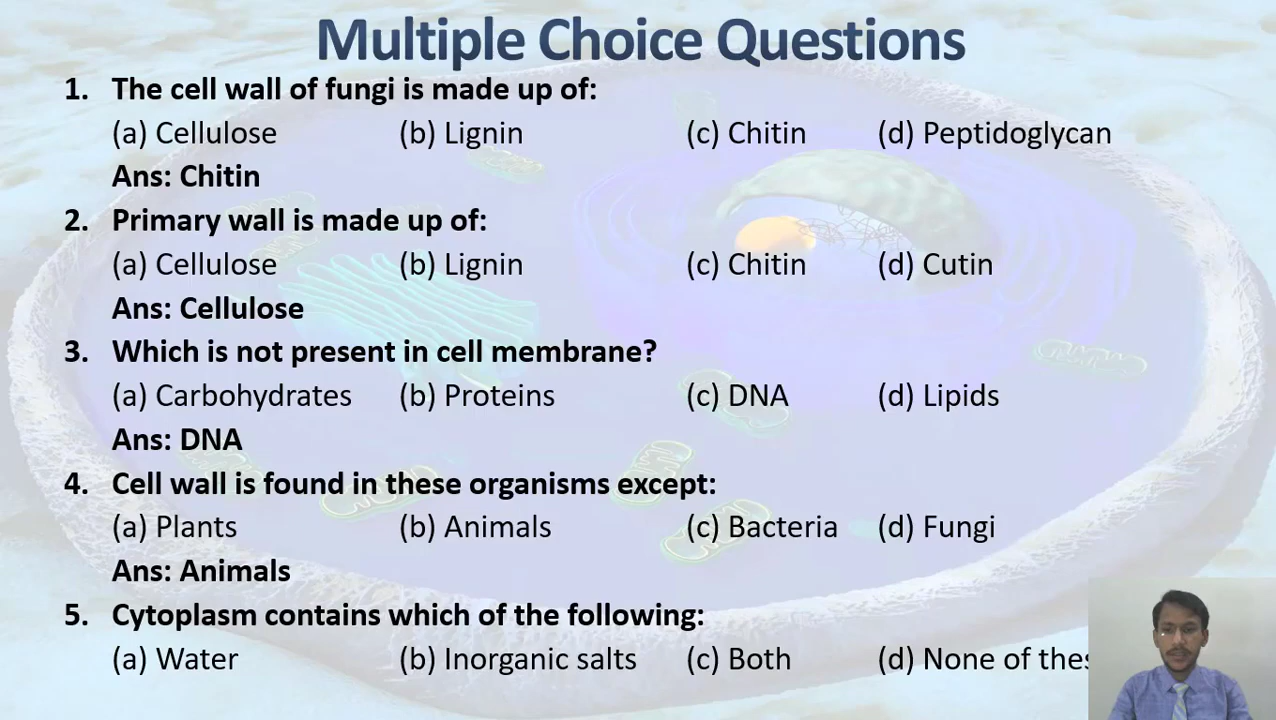 Multiple Choice Questions
1. The cell wall of fungi is made up of:
(a) Cellulose (b) Lignin (c) Chitin (d) Peptidoglycan
Ans: Chitin
2. Primary wall is made up of:
(a) Cellulose (b) Lignin (c) Chitin (d) Cutin
Ans: Cellulose
3. Which is not present in cell membrane?
(a) Carbohydrates (b) Proteins (c) DNA (d) Lipids
Ans: DNA
4. Cell wall is found in these organisms except:
(a) Plants (b) Animals (c) Bacteria (d) Fungi
Ans: Animals
5. Cytoplasm contains which of the following:
(a) Water (b) Inorganic salts (c) Both (d) None of